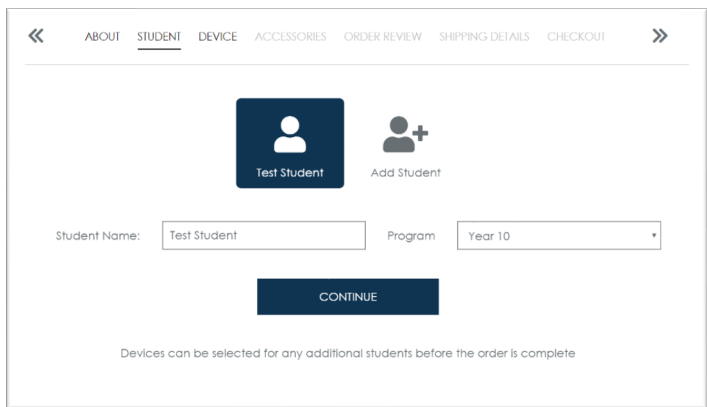 ABOUT STUDENT DEVICE ACCESSORIES ORDER REVIEW SHIPPING DETAILS CHECKOUT
Test Student Add Student
Student Name: Test Student Program Year 10
CONTINUE
Devices can be selected for any additional students before the order is complete